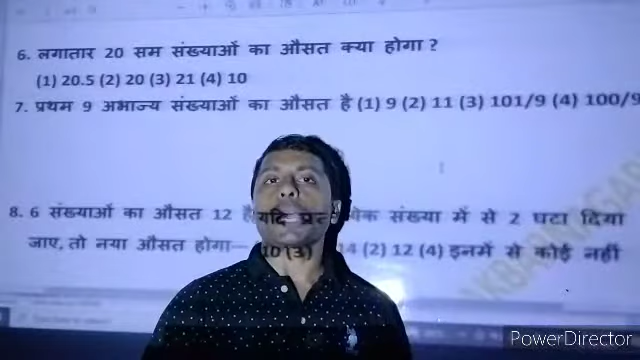 6. लगातार 20 सम संख्याओं का औसत क्या होगा ?
(1) 20.5 (2) 20 (3) 21 (4) 10
7. प्रथम 9 अभाज्य संख्याओं का औसत है (1) 9 (2) 11 (3) 101/9 (4) 100/9
8. 6 संख्याओं का औसत 12 है यदि संख्या में से 2 घटा दिया
जाए, तो नया औसत होगा— 10 (3) 14 (2) 12 (4) इनमें से कोई नहीं
PowerDirector